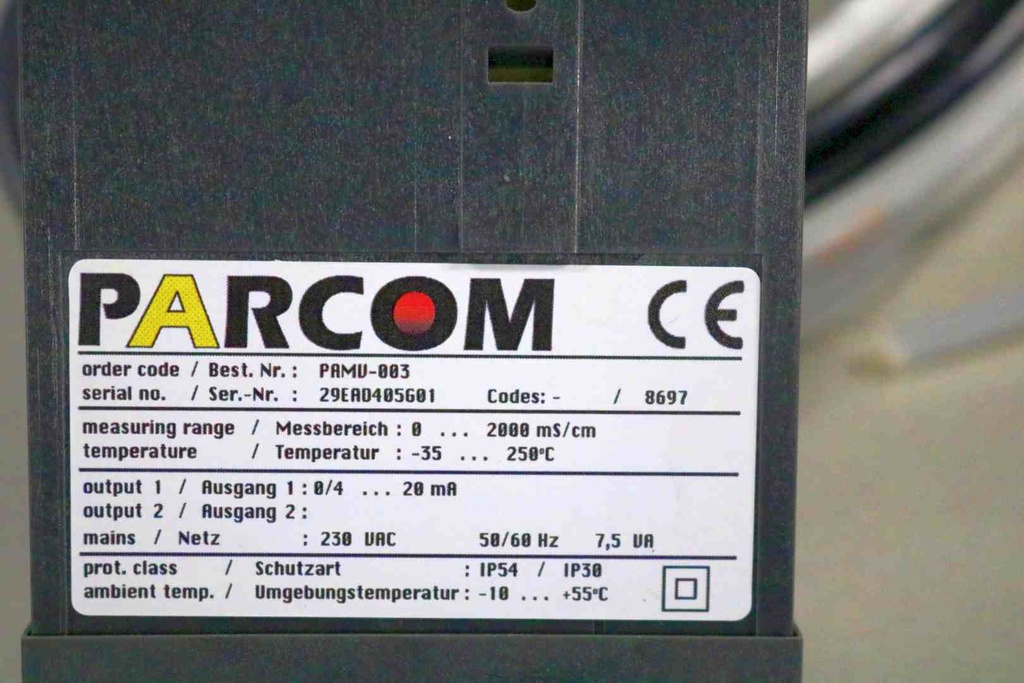 PARCOM CE
order code / Best. Nr.: PAMV-003
serial no. / Ser.-Nr. : 29EAD405G01 Codes: - / 8697
measuring range / Messbereich : 0 ... 2000 mS/cm
temperature / Temperatur : -35 ... 250°C
output 1 / Ausgang 1 : 0/4 ... 20 mA
output 2 / Ausgang 2 :
mains / Netz : 230 VAC 50/60 Hz 7,5 VA
prot. class / Schutzart : IP54 / IP30
ambient temp. / Umgebungstemperatur : -10 ... +55°C